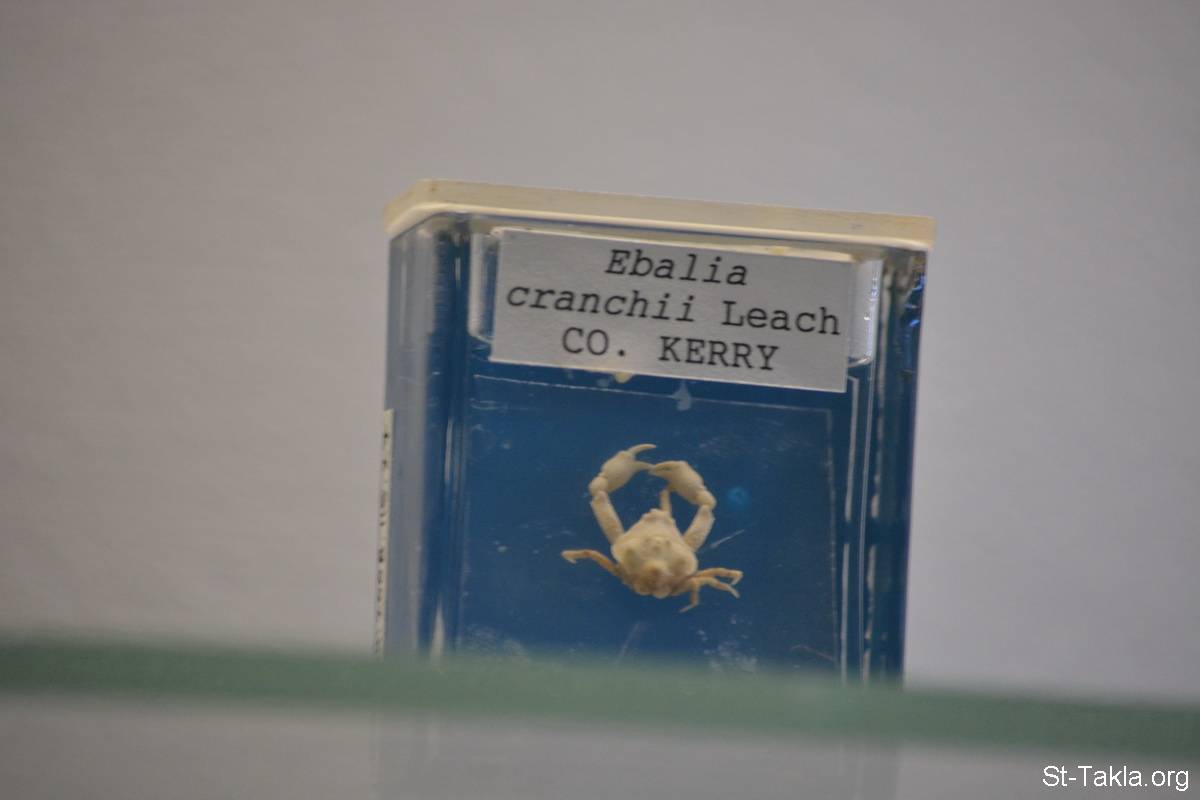 Ebalia
cranchii Leach
CO. KERRY
St-Takla.org